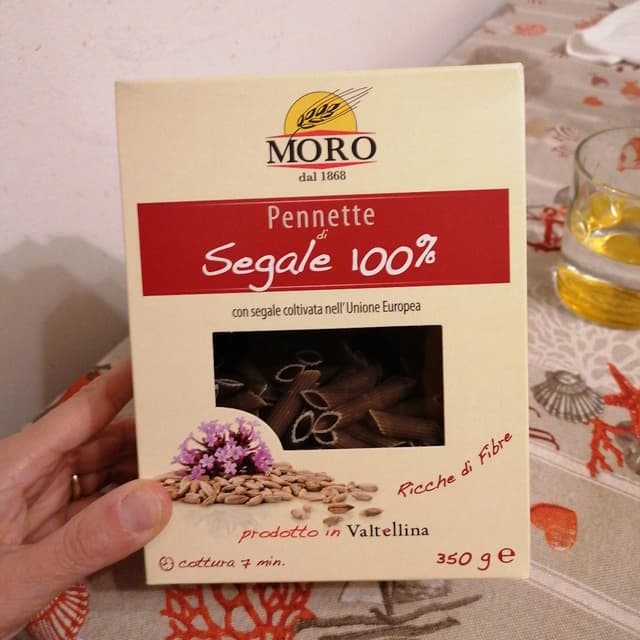 MORO
dal 1868
Pennette
di
Segale 100%
con segale coltivata nell'Unione Europea
Ricche di Fibre
prodotto in Valtellina
cottura 7 min.
350 g e